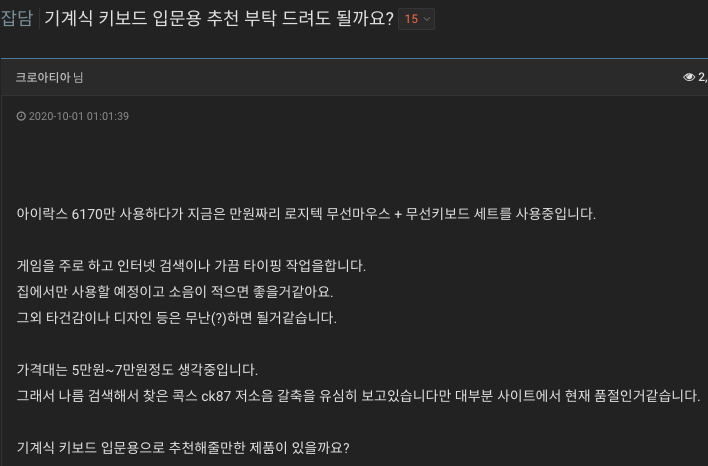 잡담 기계식 키보드 입문용 추천 부탁 드려도 될까요? 15
크로아티아 님 2,
2020-10-01 01:01:39
아이락스 6170만 사용하다가 지금은 만원짜리 로지텍 무선마우스 + 무선키보드 세트를 사용중입니다.
게임을 주로 하고 인터넷 검색이나 가끔 타이핑 작업을합니다.
집에서만 사용할 예정이고 소음이 적으면 좋을거같아요.
그외 타건감이나 디자인 등은 무난(?)하면 될거같습니다.
가격대는 5만원~7만원정도 생각중입니다.
그래서 나름 검색해서 찾은 콕스 ck87 저소음 갈축을 유심히 보고있습니다만 대부분 사이트에서 현재 품절인거같습니다.
기계식 키보드 입문용으로 추천해줄만한 제품이 있을까요?